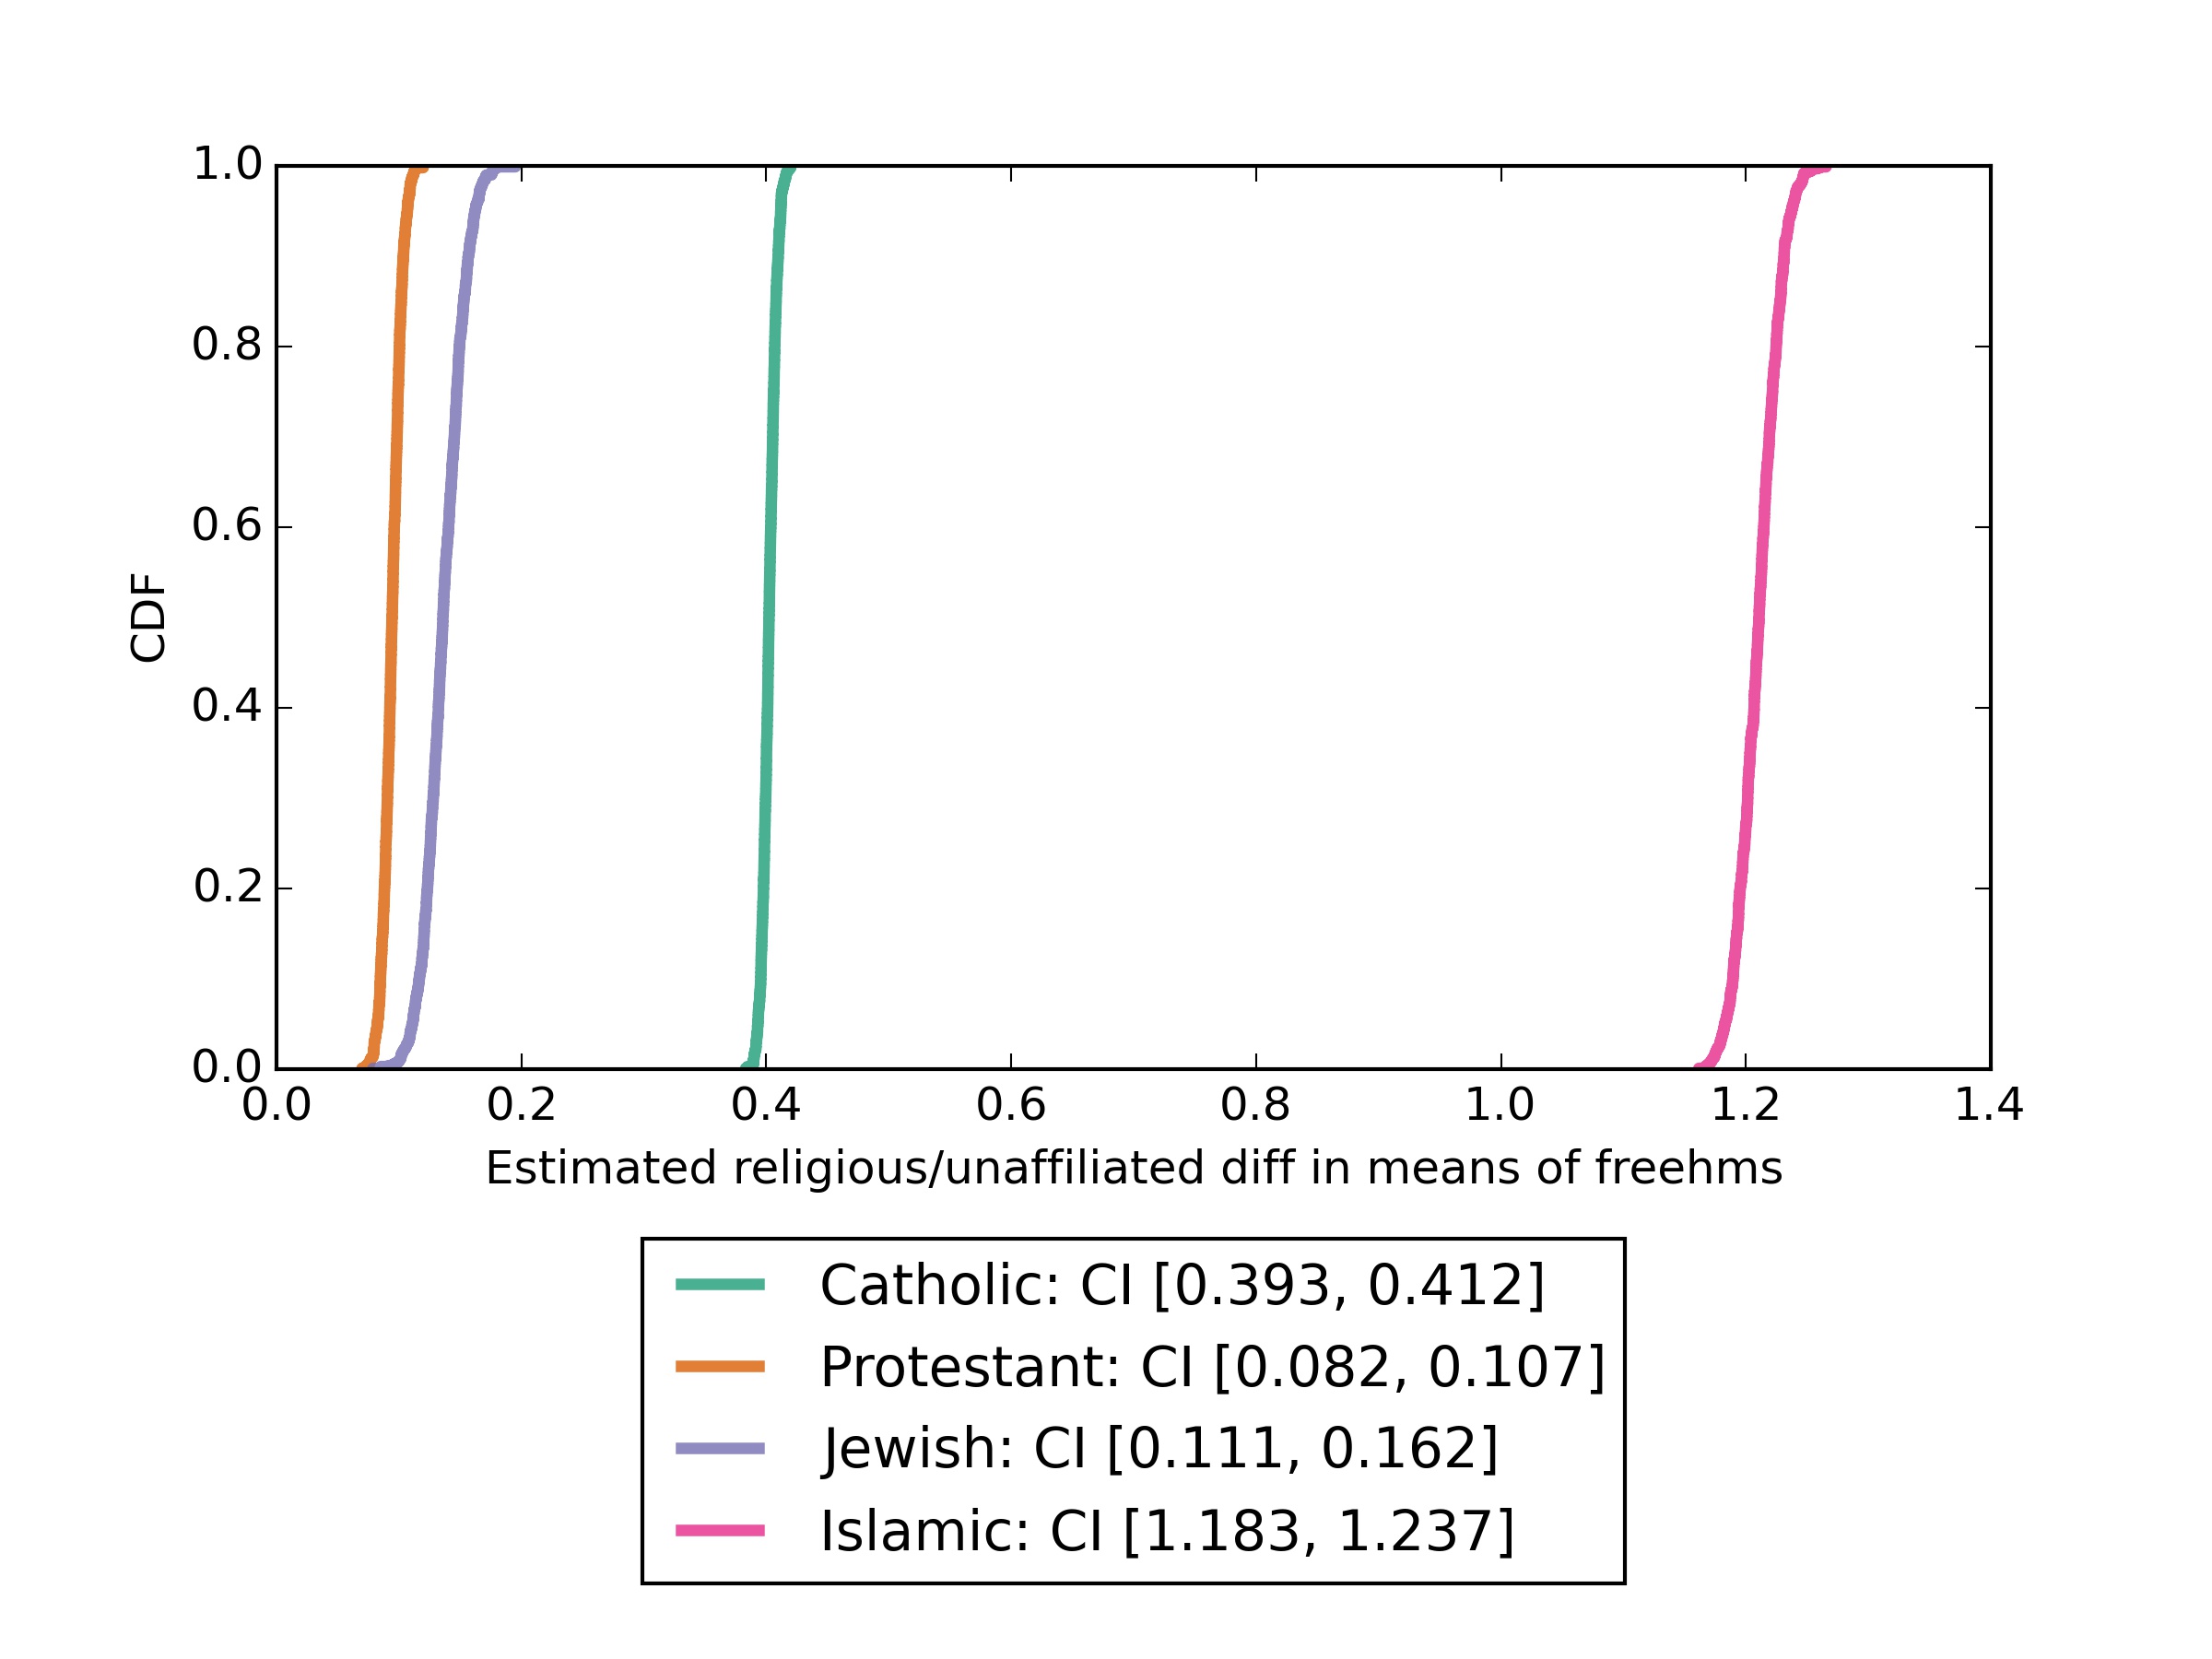 1.0
0.8
0.6
0.4
0.2
0.0
CDF
0.0 0.2 0.4 0.6 0.8 1.0 1.2 1.4
Estimated religious/unaffiliated diff in means of freehms
Catholic: CI [0.393, 0.412]
Protestant: CI [0.082, 0.107]
Jewish: CI [0.111, 0.162]
Islamic: CI [1.183, 1.237]